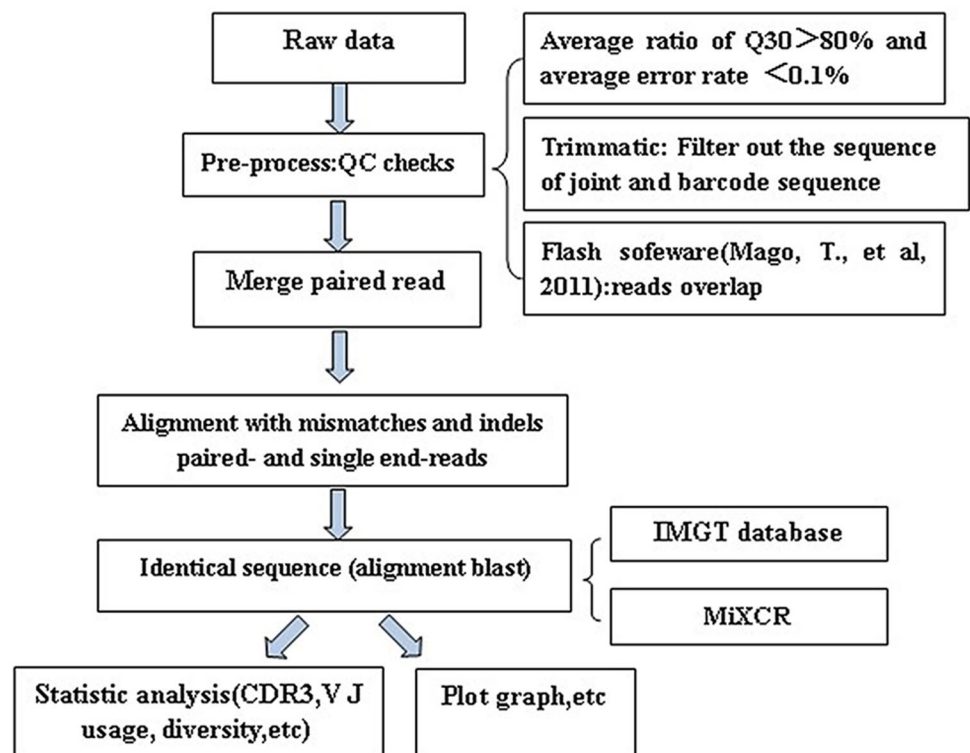 Raw data
Average ratio of Q30>80% and
average error rate <0.1%
Pre-process:QC checks
Trimmatic: Filter out the sequence
of joint and barcode sequence
Merge paired read
Flash sofeware(Mago, T., et al,
2011):reads overlap
Alignment with mismatches and indels
paired- and single end-reads
Identical sequence (alignment blast)
IMGT database
MiXCR
Statistic analysis(CDR3,V J
usage, diversity,etc)
Plot graph,etc